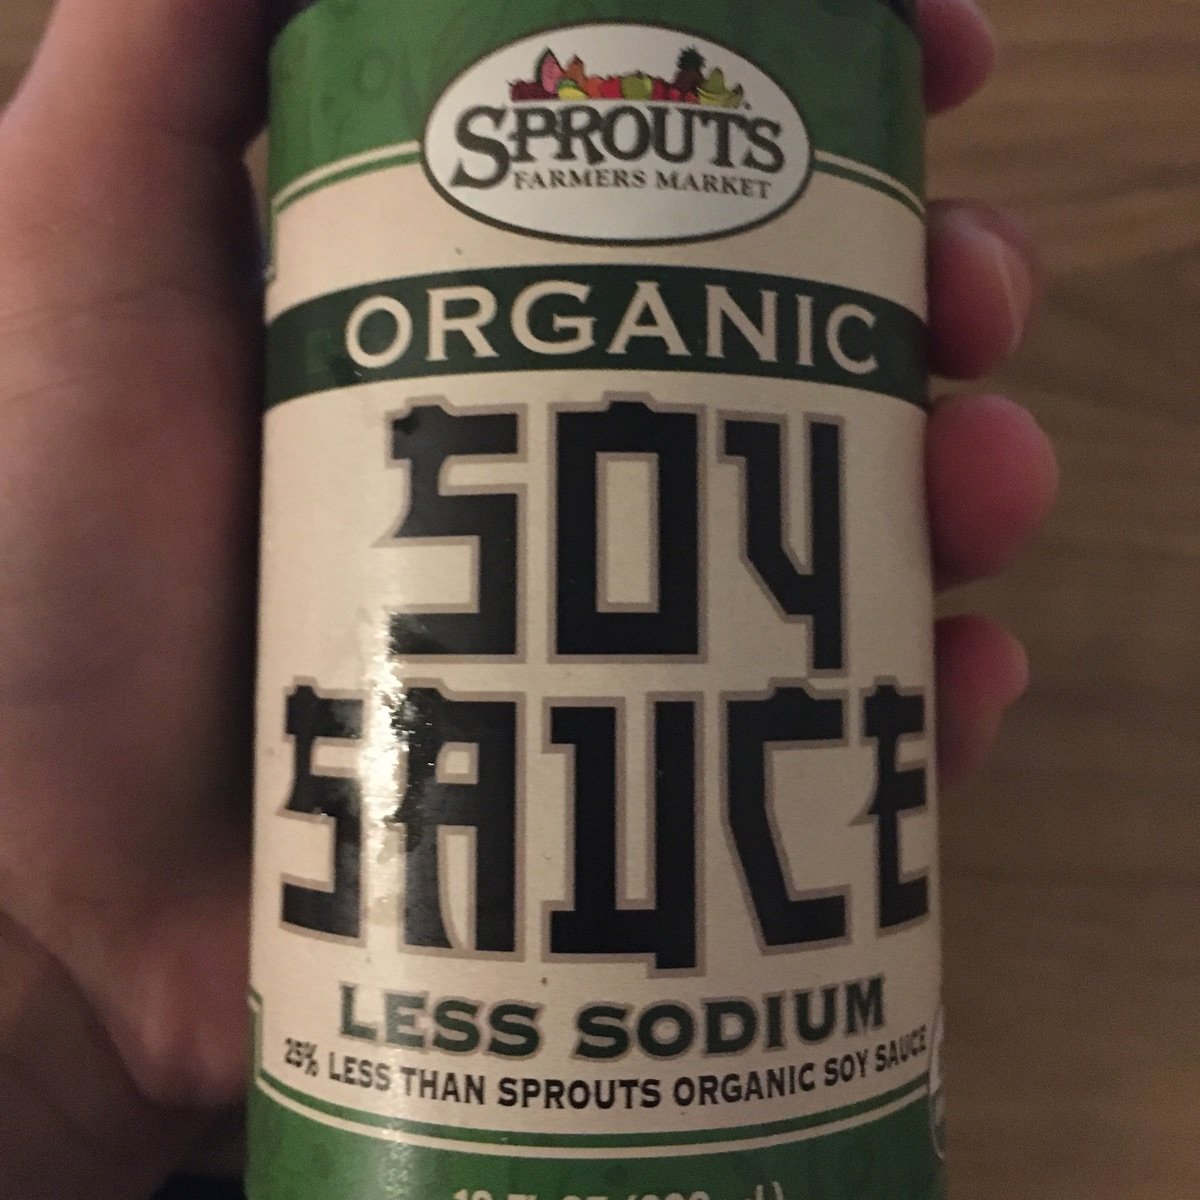 SPROUTS
FARMERS MARKET
ORGANIC
SOY
SAUCE
LESS SODIUM
25% LESS THAN SPROUTS ORGANIC SOY SAUCE